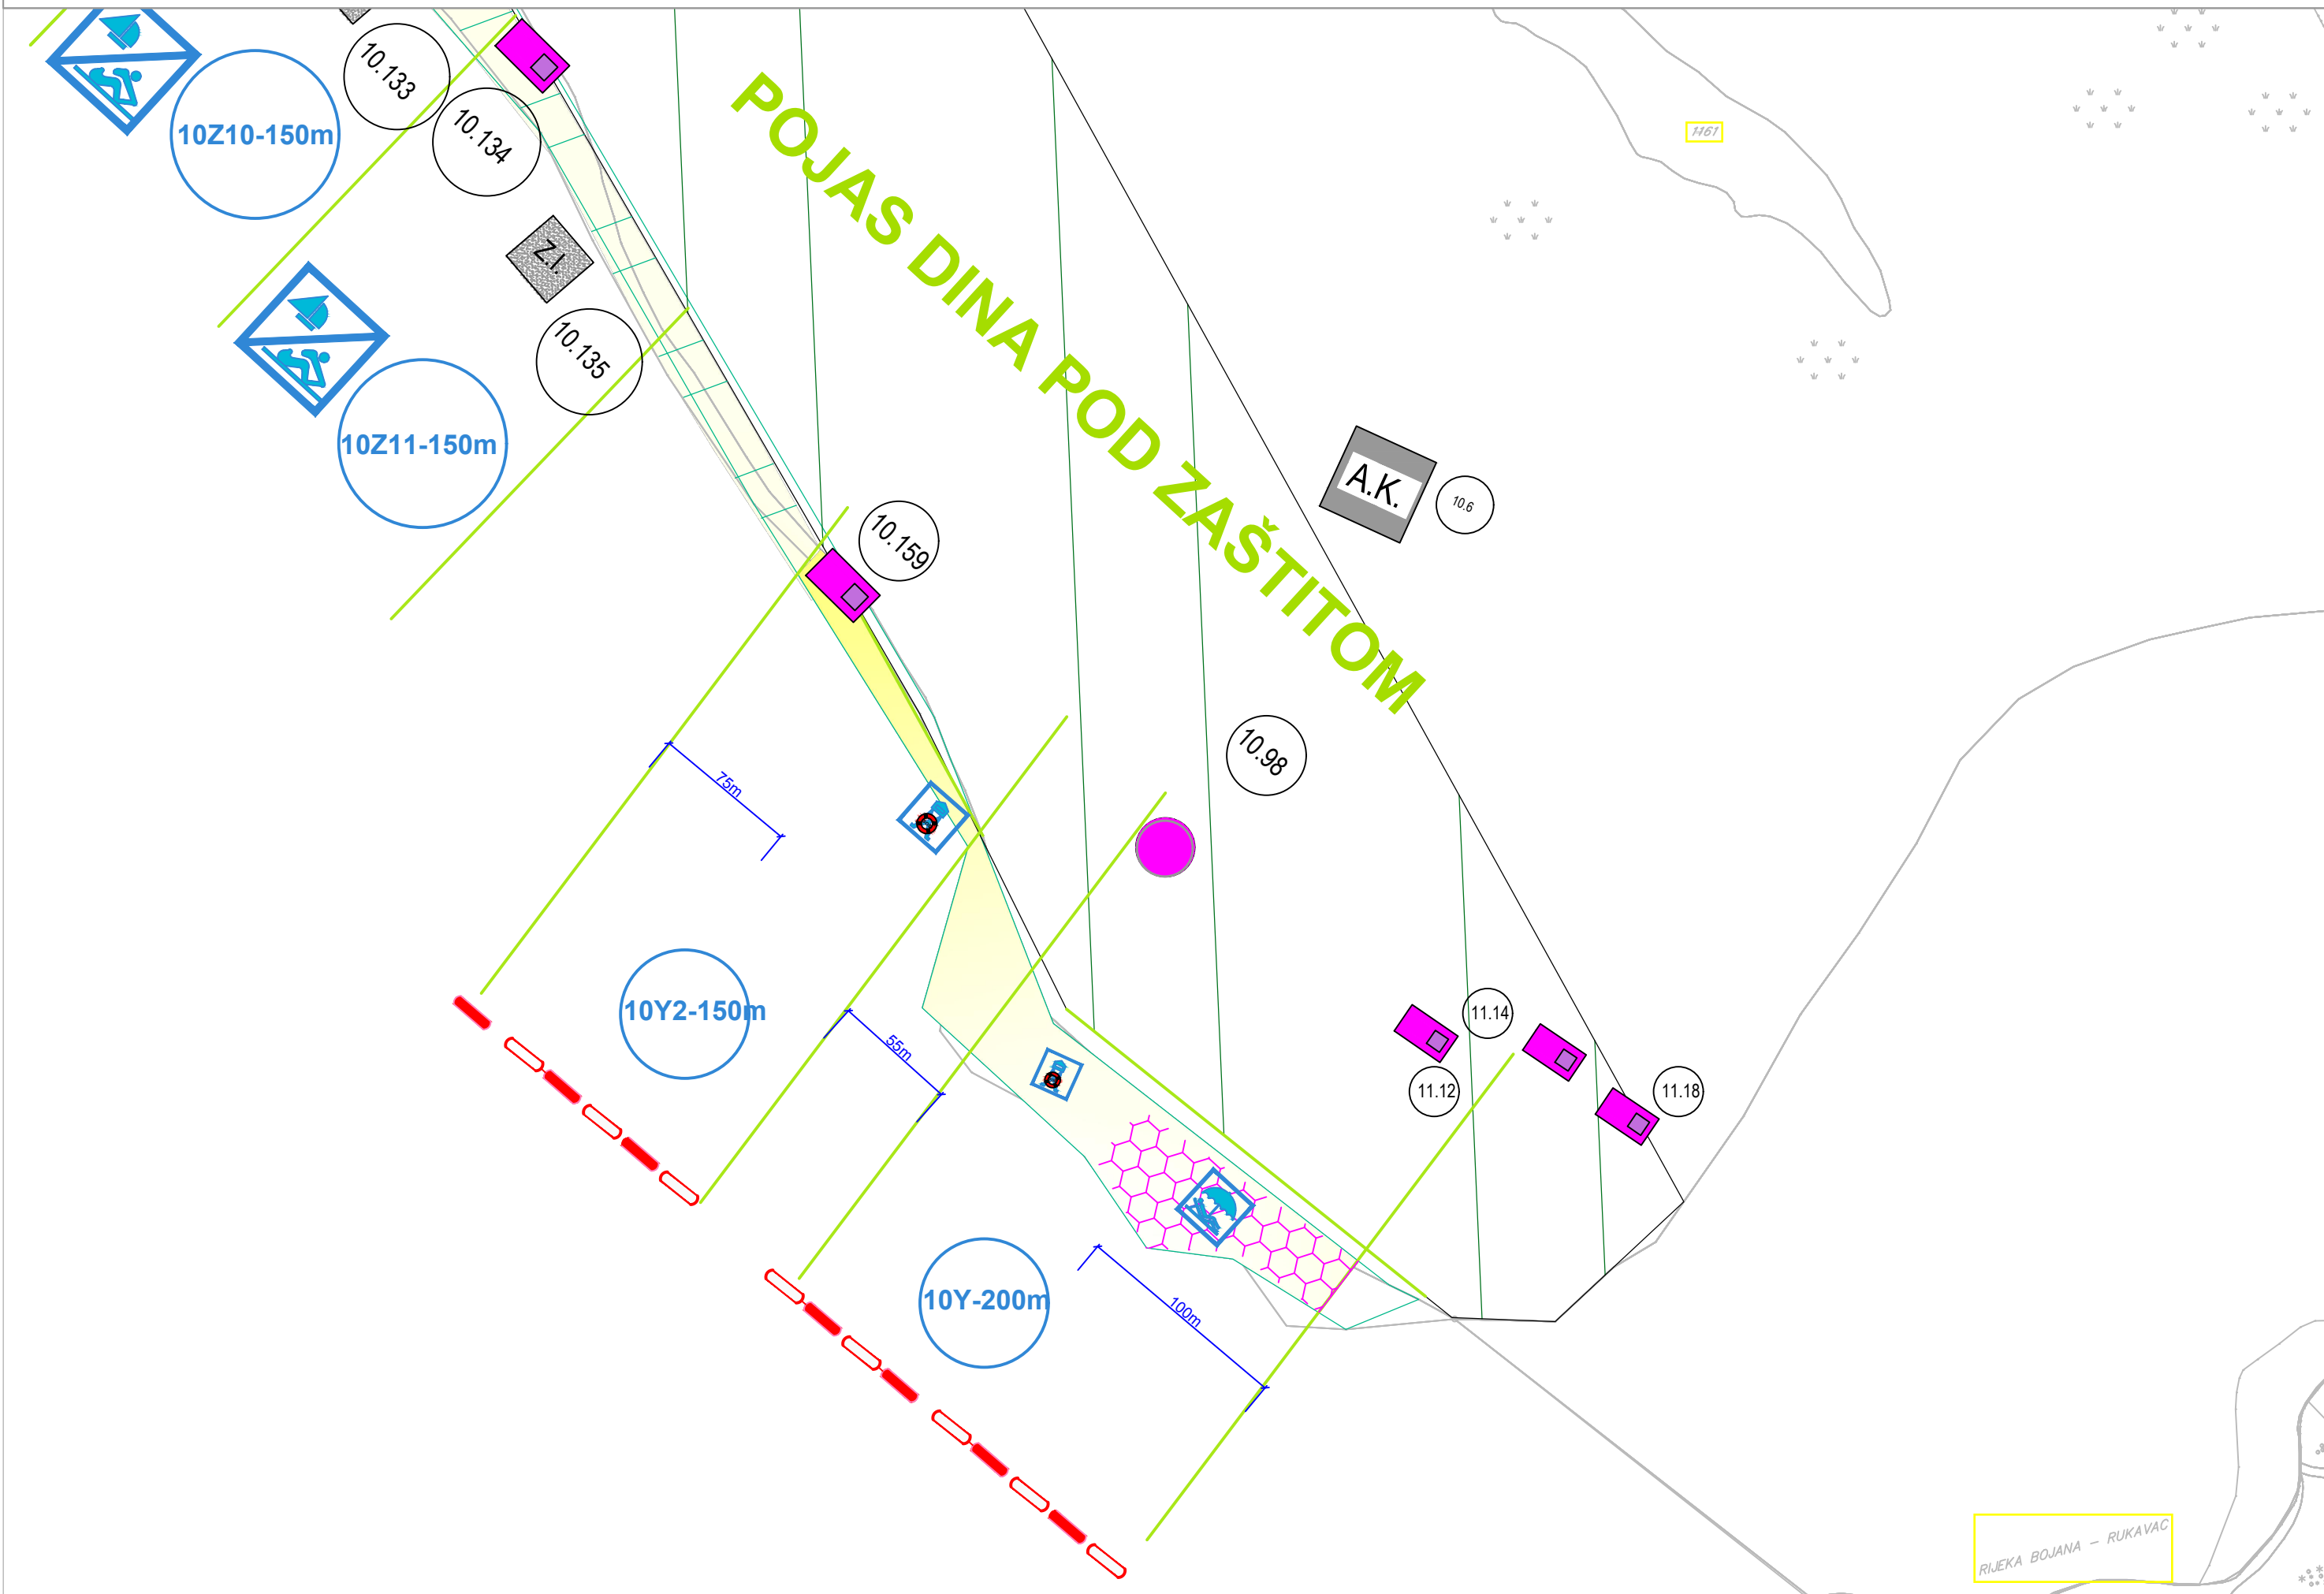 10.133
10Z10-150m
10.134
POJAS DINA POD ZAŠTITOM
1461
Z.I.
10.135
10Z11-150m
A.K.
10.6
10.159
10.98
75m
10Y2-150m
55m
11.14
11.12
11.18
10Y-200m
100m
RIJEKA BOJANA – RUKAVAC